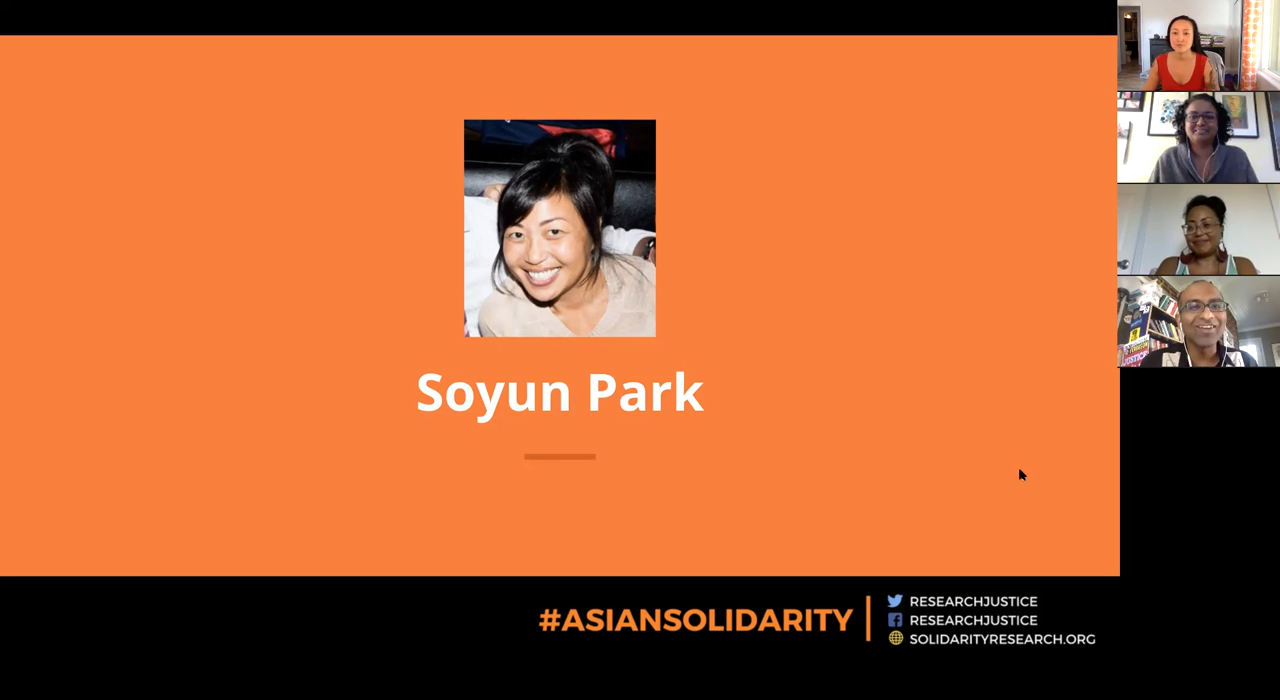 Soyun Park
#ASIANSOLIDARITY
RESEARCHJUSTICE
RESEARCHJUSTICE
SOLIDARITYRESEARCH.ORG